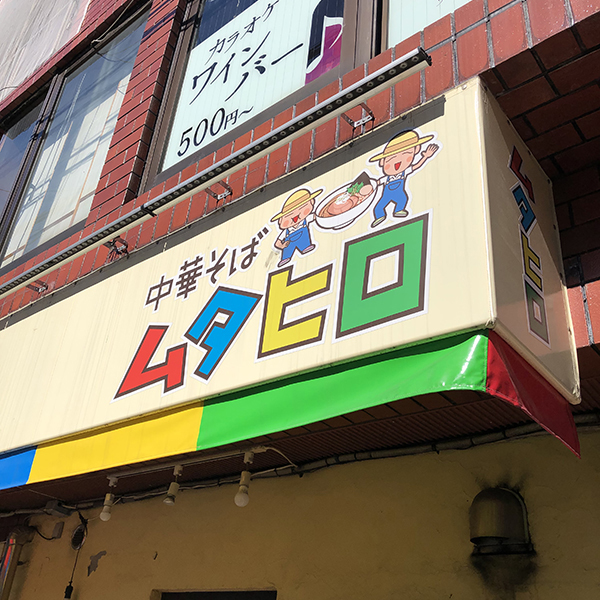 カラオケ
ワイン
バー
500円〜
中華そば
ムタヒロ
ムタヒロ